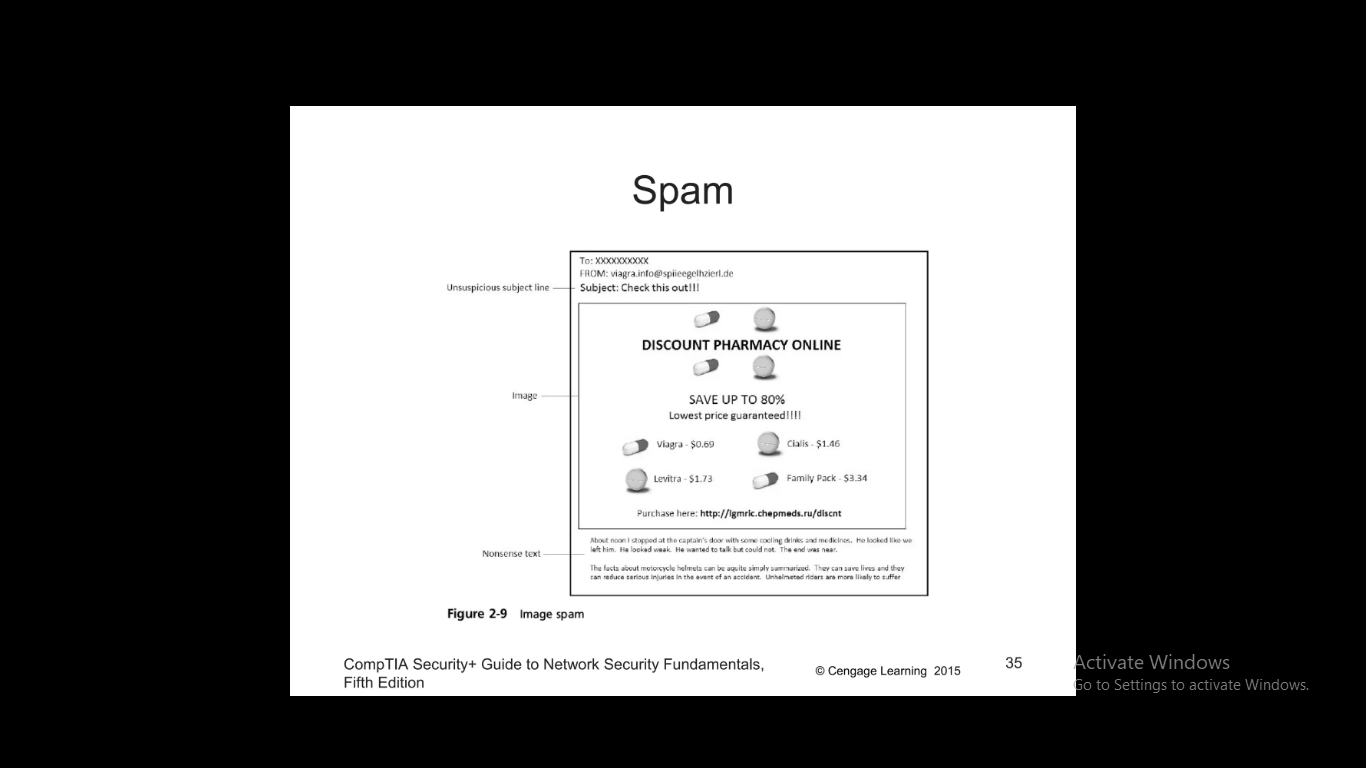 Spam
To: XXXXXXXXXX
FROM: viagra.info@spiieegelhzierl.de
Unsuspicious subject line
Subject: Check this out!!!
DISCOUNT PHARMACY ONLINE
Image
SAVE UP TO 80%
Lowest price guaranteed!!!!
Viagra - $0.69
Cialis - $1.46
Levitra - $1.73
Family Pack - $3.34
Purchase here: http://lgmric.chepmeds.ru/discnt
About noon I stopped at the captain's door with some cooling drinks and medicines. He looked like we
Nonsense text
left him. He looked weak. He wanted to talk but could not. The end was near.
The facts about motorcycle helmets can be aquite simply summarized. They can save lives and they
can reduce serious injuries in the event of an accident. Unhelmeted riders are more likely to suffer
Figure 2-9 Image spam
CompTIA Security+ Guide to Network Security Fundamentals,
Fifth Edition
© Cengage Learning 2015
35
Activate Windows
Go to Settings to activate Windows.